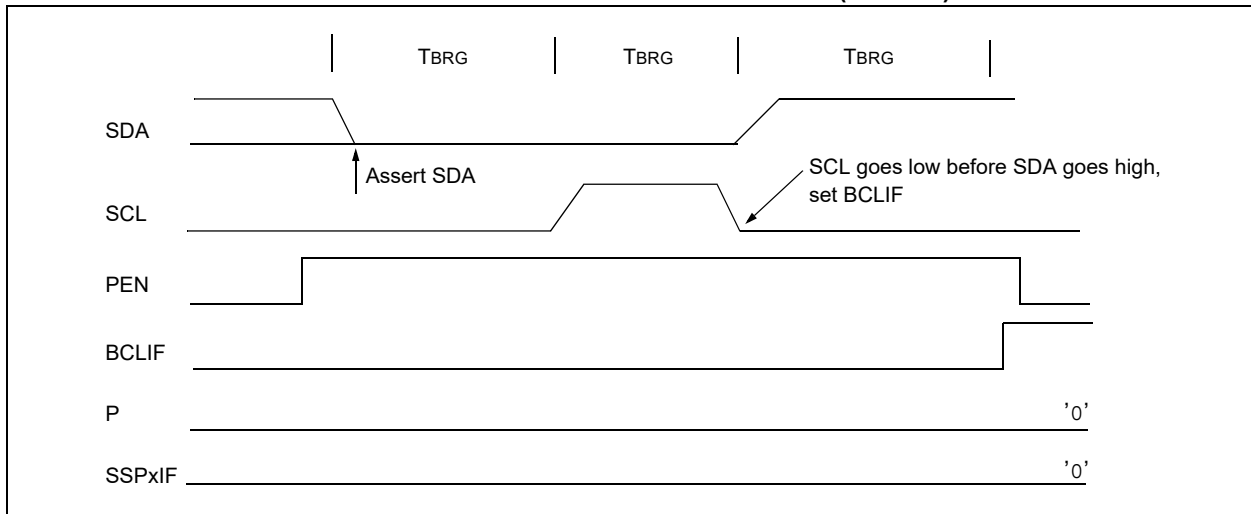 TBRG TBRG TBRG
SDA
Assert SDA
SCL goes low before SDA goes high,
set BCLIF
SCL
PEN
BCLIF
P '0'
SSPxIF '0'